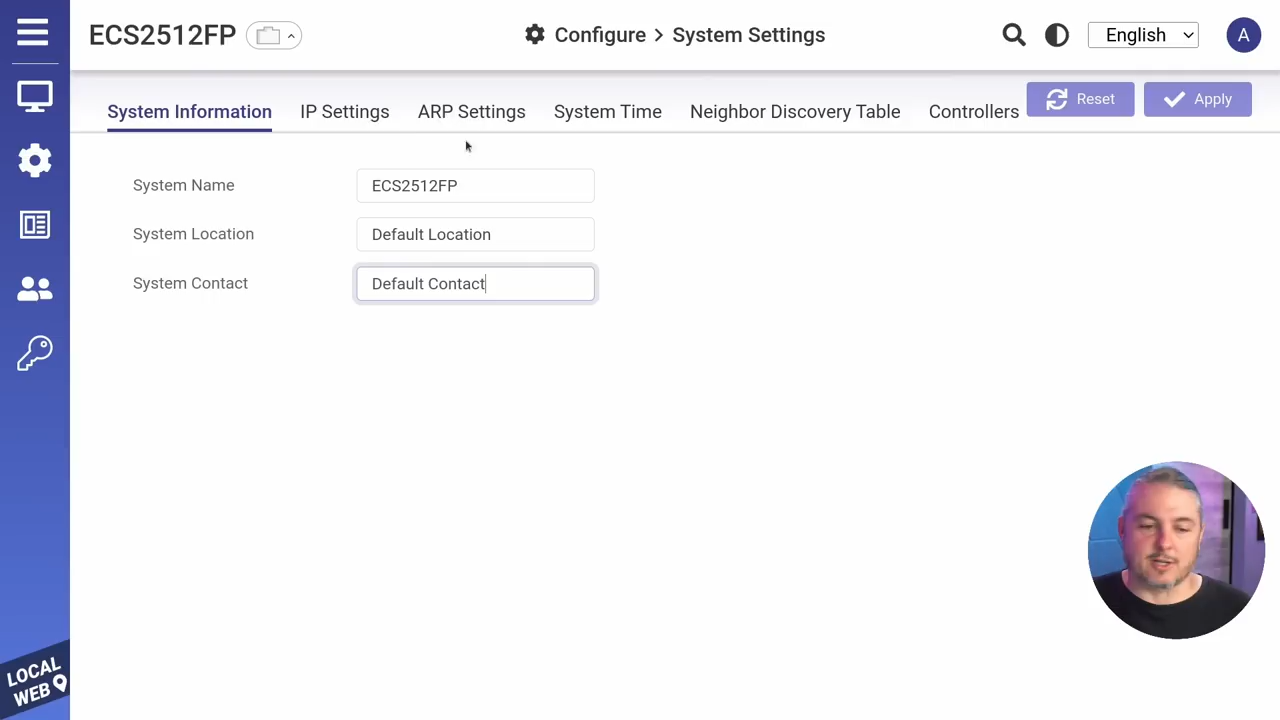 ECS2512FP
Configure > System Settings
English
A
System Information IP Settings ARP Settings System Time Neighbor Discovery Table Controllers Reset Apply
System Name ECS2512FP
System Location Default Location
System Contact Default Contact
LOCAL
WEB